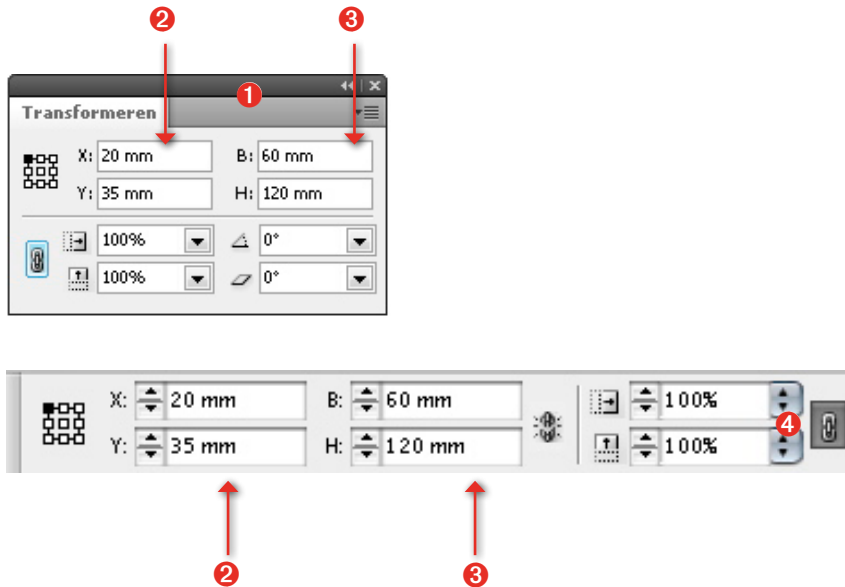 2 3
1
Transformeren
X: 20 mm B: 60 mm
Y: 35 mm H: 120 mm
100% 0°
100% 0°
X: 20 mm B: 60 mm 100%
4
Y: 35 mm H: 120 mm 100%
2 3